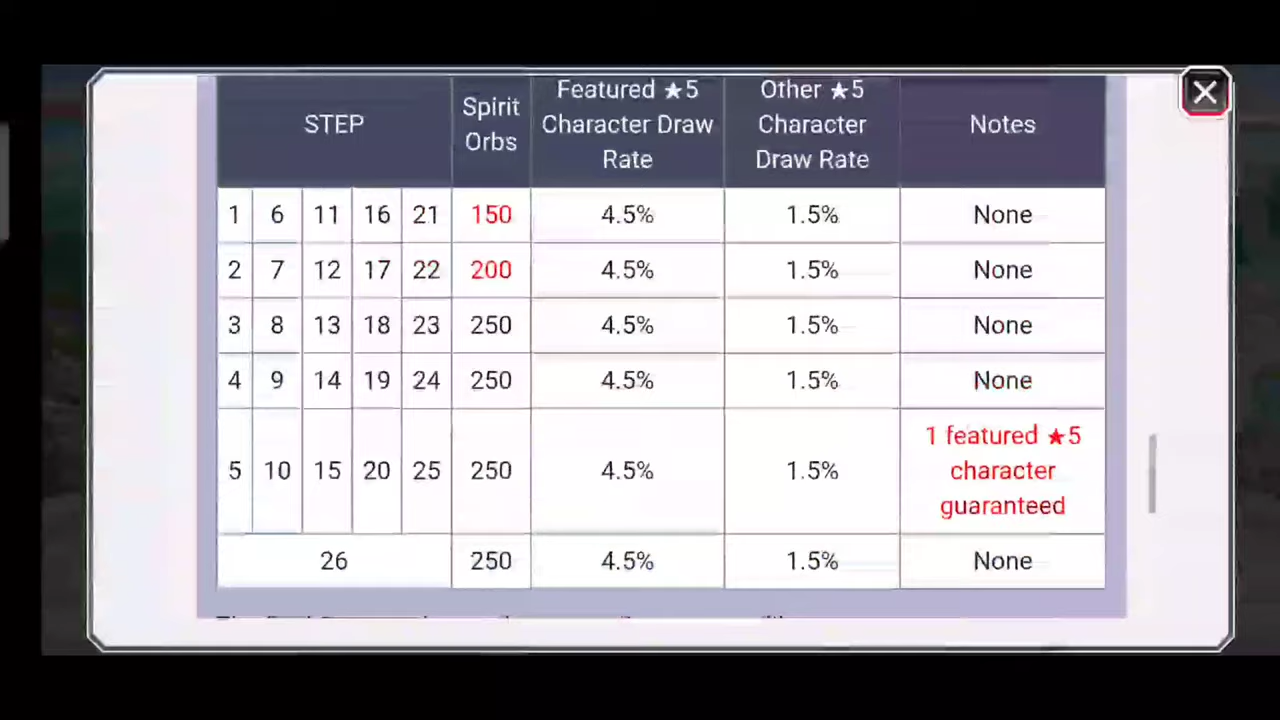 STEP
Spirit
Orbs
Featured ★5
Character Draw
Rate
Other ★5
Character
Draw Rate
Notes
1 6 11 16 21 150 4.5% 1.5% None
2 7 12 17 22 200 4.5% 1.5% None
3 8 13 18 23 250 4.5% 1.5% None
4 9 14 19 24 250 4.5% 1.5% None
5 10 15 20 25 250 4.5% 1.5%
1 featured ★5
character
guaranteed
26 250 4.5% 1.5% None